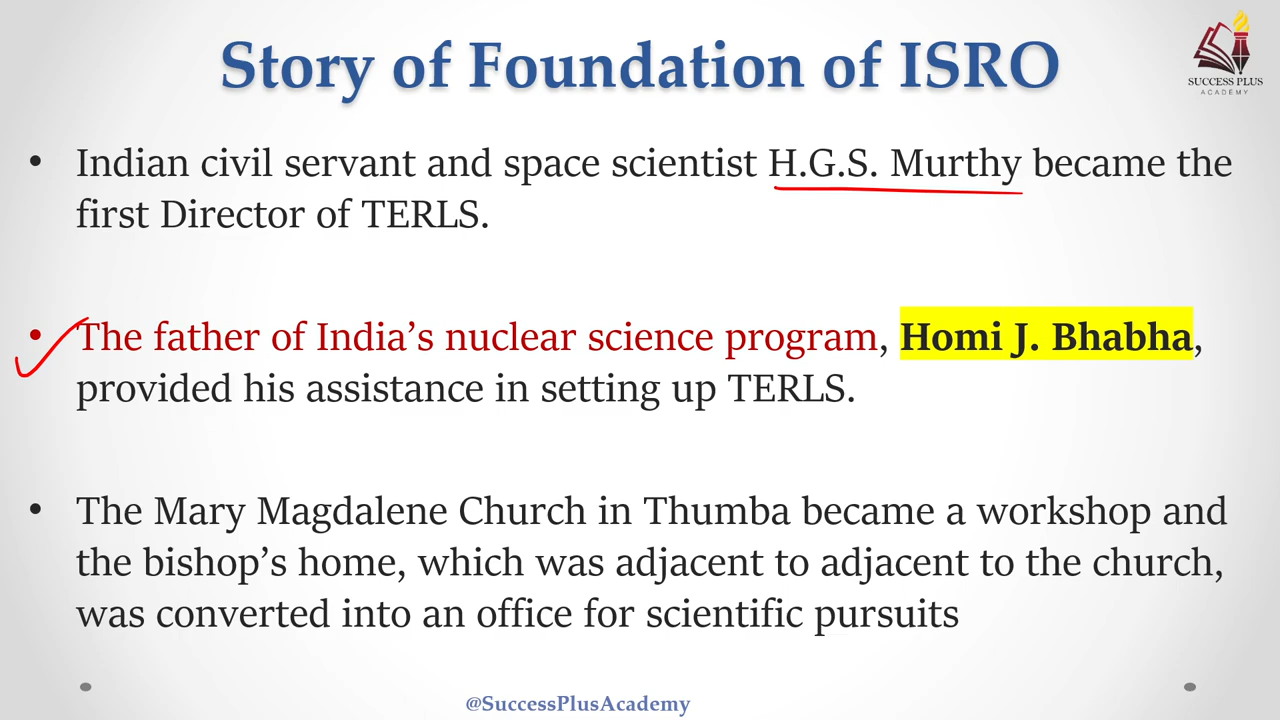 Story of Foundation of ISRO
SUCCESS PLUS
ACADEMY
• Indian civil servant and space scientist H.G.S. Murthy became the
first Director of TERLS.
• The father of India’s nuclear science program, Homi J. Bhabha,
provided his assistance in setting up TERLS.
• The Mary Magdalene Church in Thumba became a workshop and
the bishop’s home, which was adjacent to adjacent to the church,
was converted into an office for scientific pursuits
@SuccessPlusAcademy